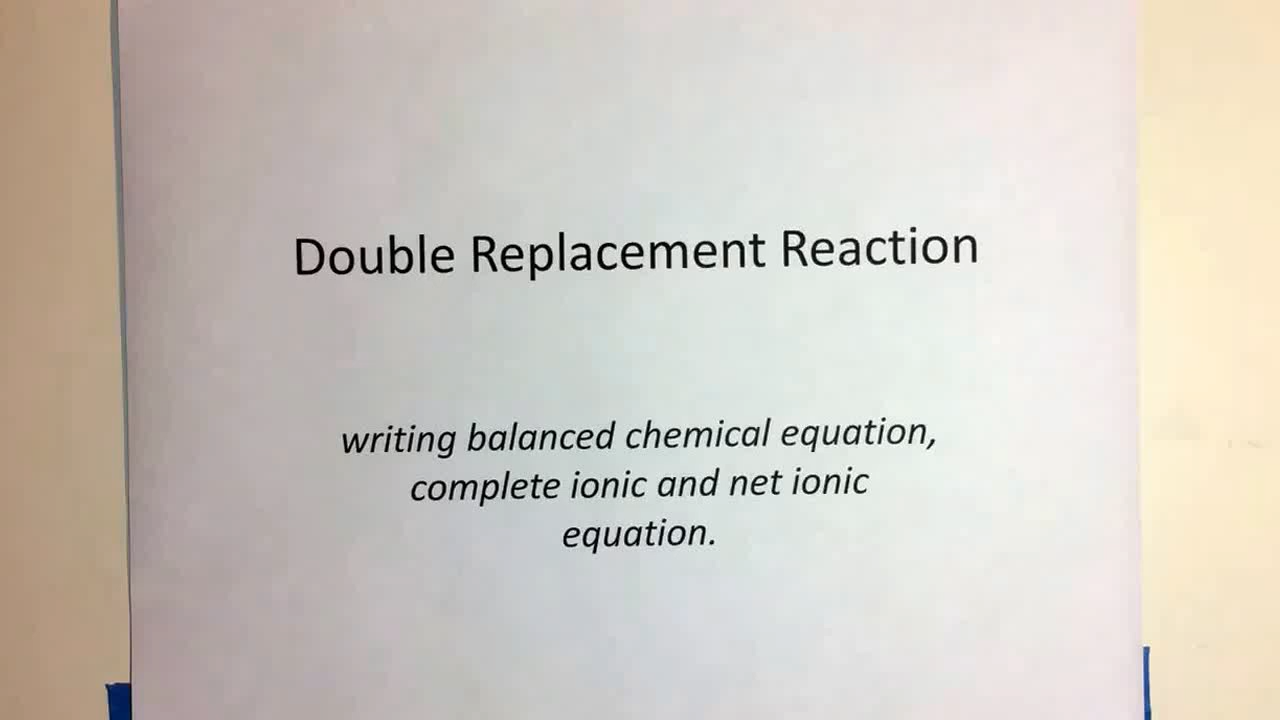 Double Replacement Reaction
writing balanced chemical equation,
complete ionic and net ionic
equation.